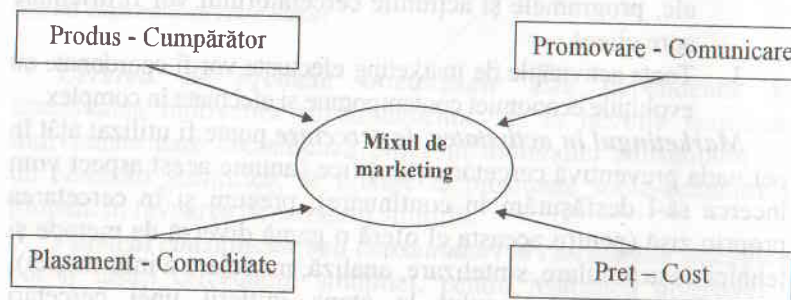 Produs - Cumpărător
Promovare - Comunicare
Mixul de
marketing
Plasament - Comoditate
Preț – Cost